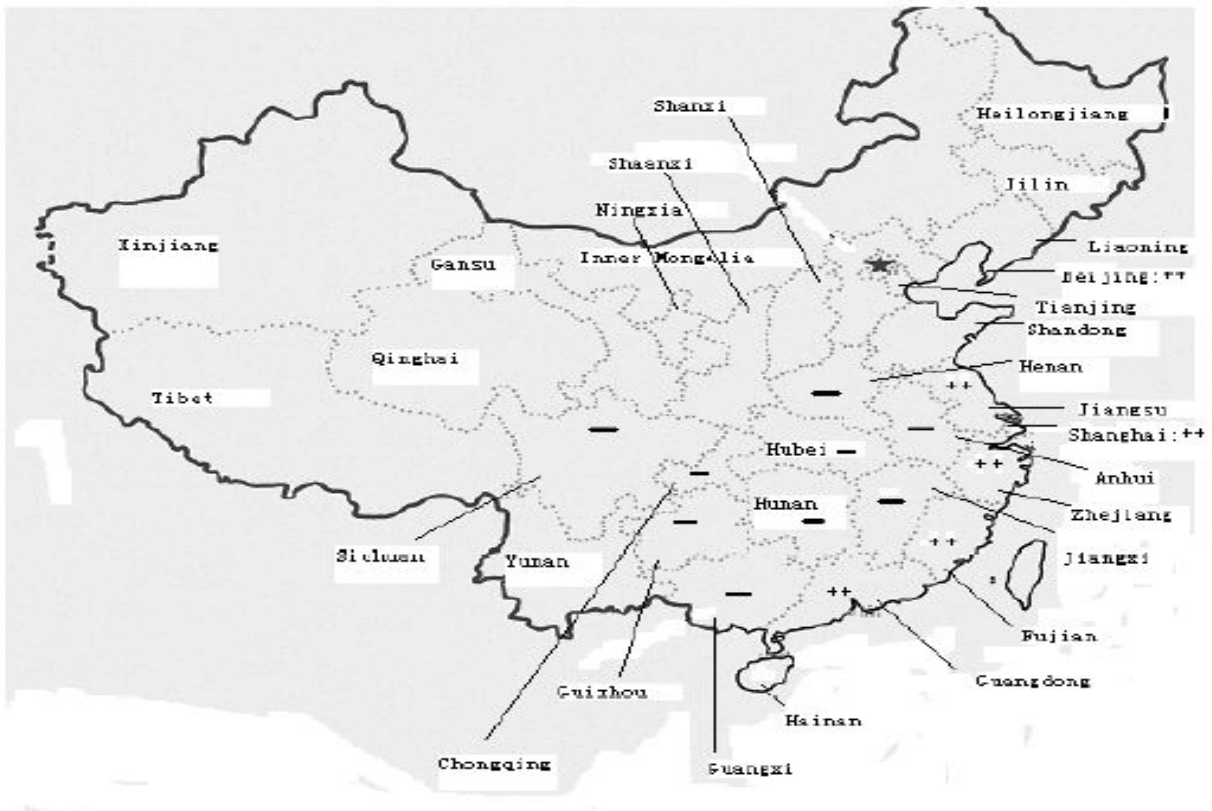 Shanxi
Hailongjiang
Shaanxi
Jilin
Ningxia
Xinjiang
Gansu
Inner Mongolia
Liaoning
Beijing:++
Tianjing
Shandong
Qinghai
Henan
++
Tibet
Jiangsu
Shanghai:++
Hubei
++
Anhui
Hunan
Zhejiang
Sichuan
Yunan
++
Jiangxi
++
Fujian
Guizhou
Guangdong
Hainan
Chongqing
Guangxi